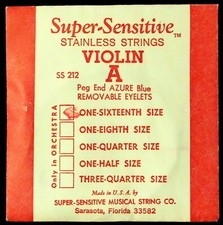 Super-Sensitive™
STAINLESS STRINGS
VIOLIN
SS 212
A
Peg End AZURE Blue
REMOVABLE EYELETS
Only in ORCHESTRA
ONE-SIXTEENTH SIZE
ONE-EIGHTH SIZE
ONE-QUARTER SIZE
ONE-HALF SIZE
THREE-QUARTER SIZE
Made in U.S.A. by
SUPER-SENSITIVE MUSICAL STRING CO.
Sarasota, Florida 33582